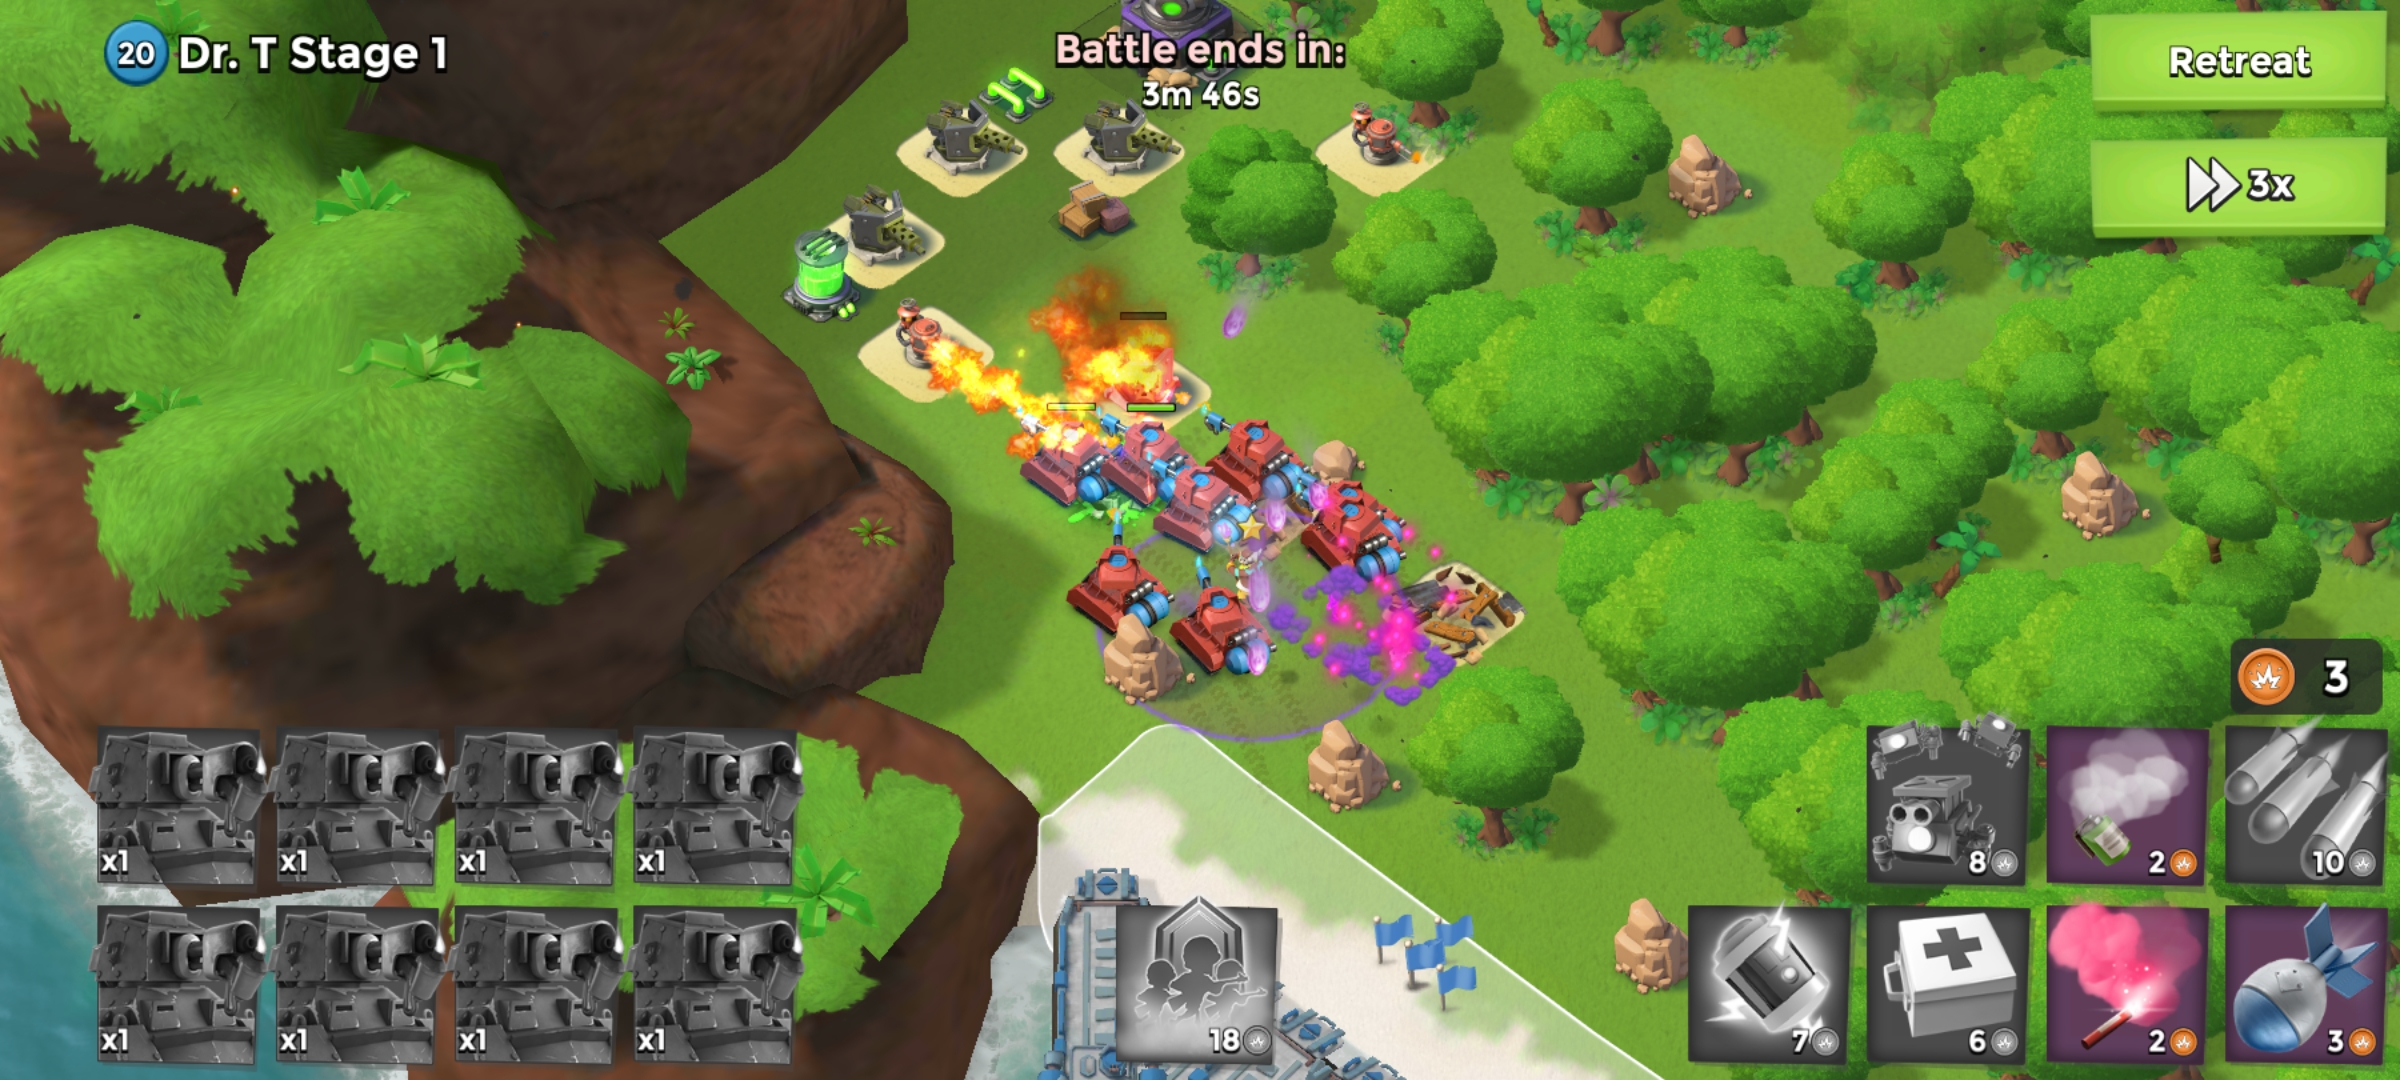 20 Dr. T Stage 1
Battle ends in:
3m 46s
Retreat
3x
3
x1 x1 x1 x1
8 2 10
x1 x1 x1 x1
18 7 6 2 3